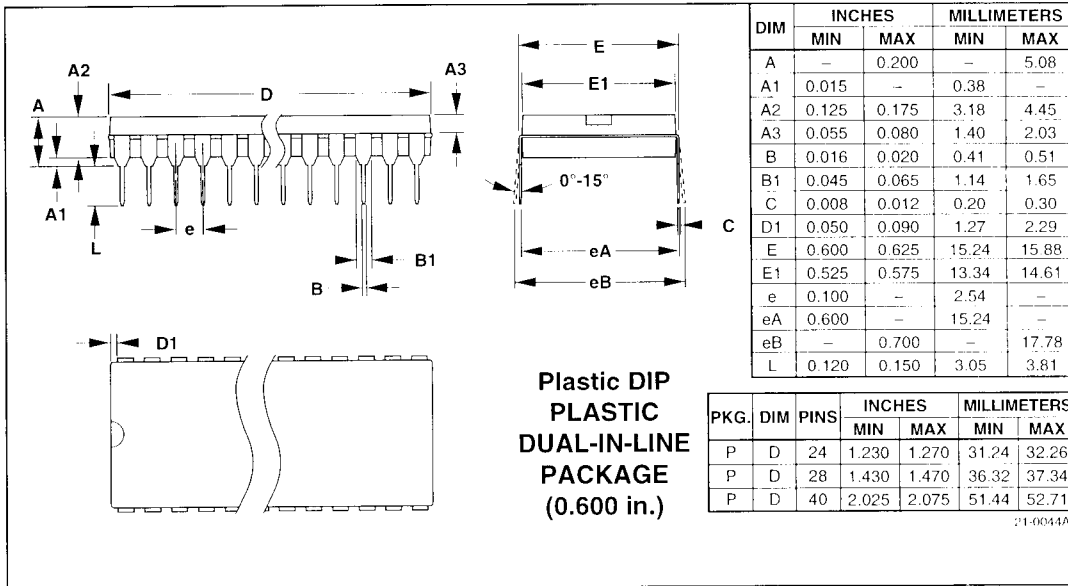 A2
A3
A
D
A1
L
e
B1
B
E
E1
0°-15°
C
eA
eB
D1
Plastic DIP
PLASTIC
DUAL-IN-LINE
PACKAGE
(0.600 in.)
DIM INCHES MILLIMETERS
MIN MAX MIN MAX
A – 0.200 – 5.08
A1 0.015 – 0.38 –
A2 0.125 0.175 3.18 4.45
A3 0.055 0.080 1.40 2.03
B 0.016 0.020 0.41 0.51
B1 0.045 0.065 1.14 1.65
C 0.008 0.012 0.20 0.30
D1 0.050 0.090 1.27 2.29
E 0.600 0.625 15.24 15.88
E1 0.525 0.575 13.34 14.61
e 0.100 – 2.54 –
eA 0.600 – 15.24 –
eB – 0.700 – 17.78
L 0.120 0.150 3.05 3.81
PKG. DIM PINS INCHES MILLIMETERS
MIN MAX MIN MAX
P D 24 1.230 1.270 31.24 32.26
P D 28 1.430 1.470 36.32 37.34
P D 40 2.025 2.075 51.44 52.71
21-0044A